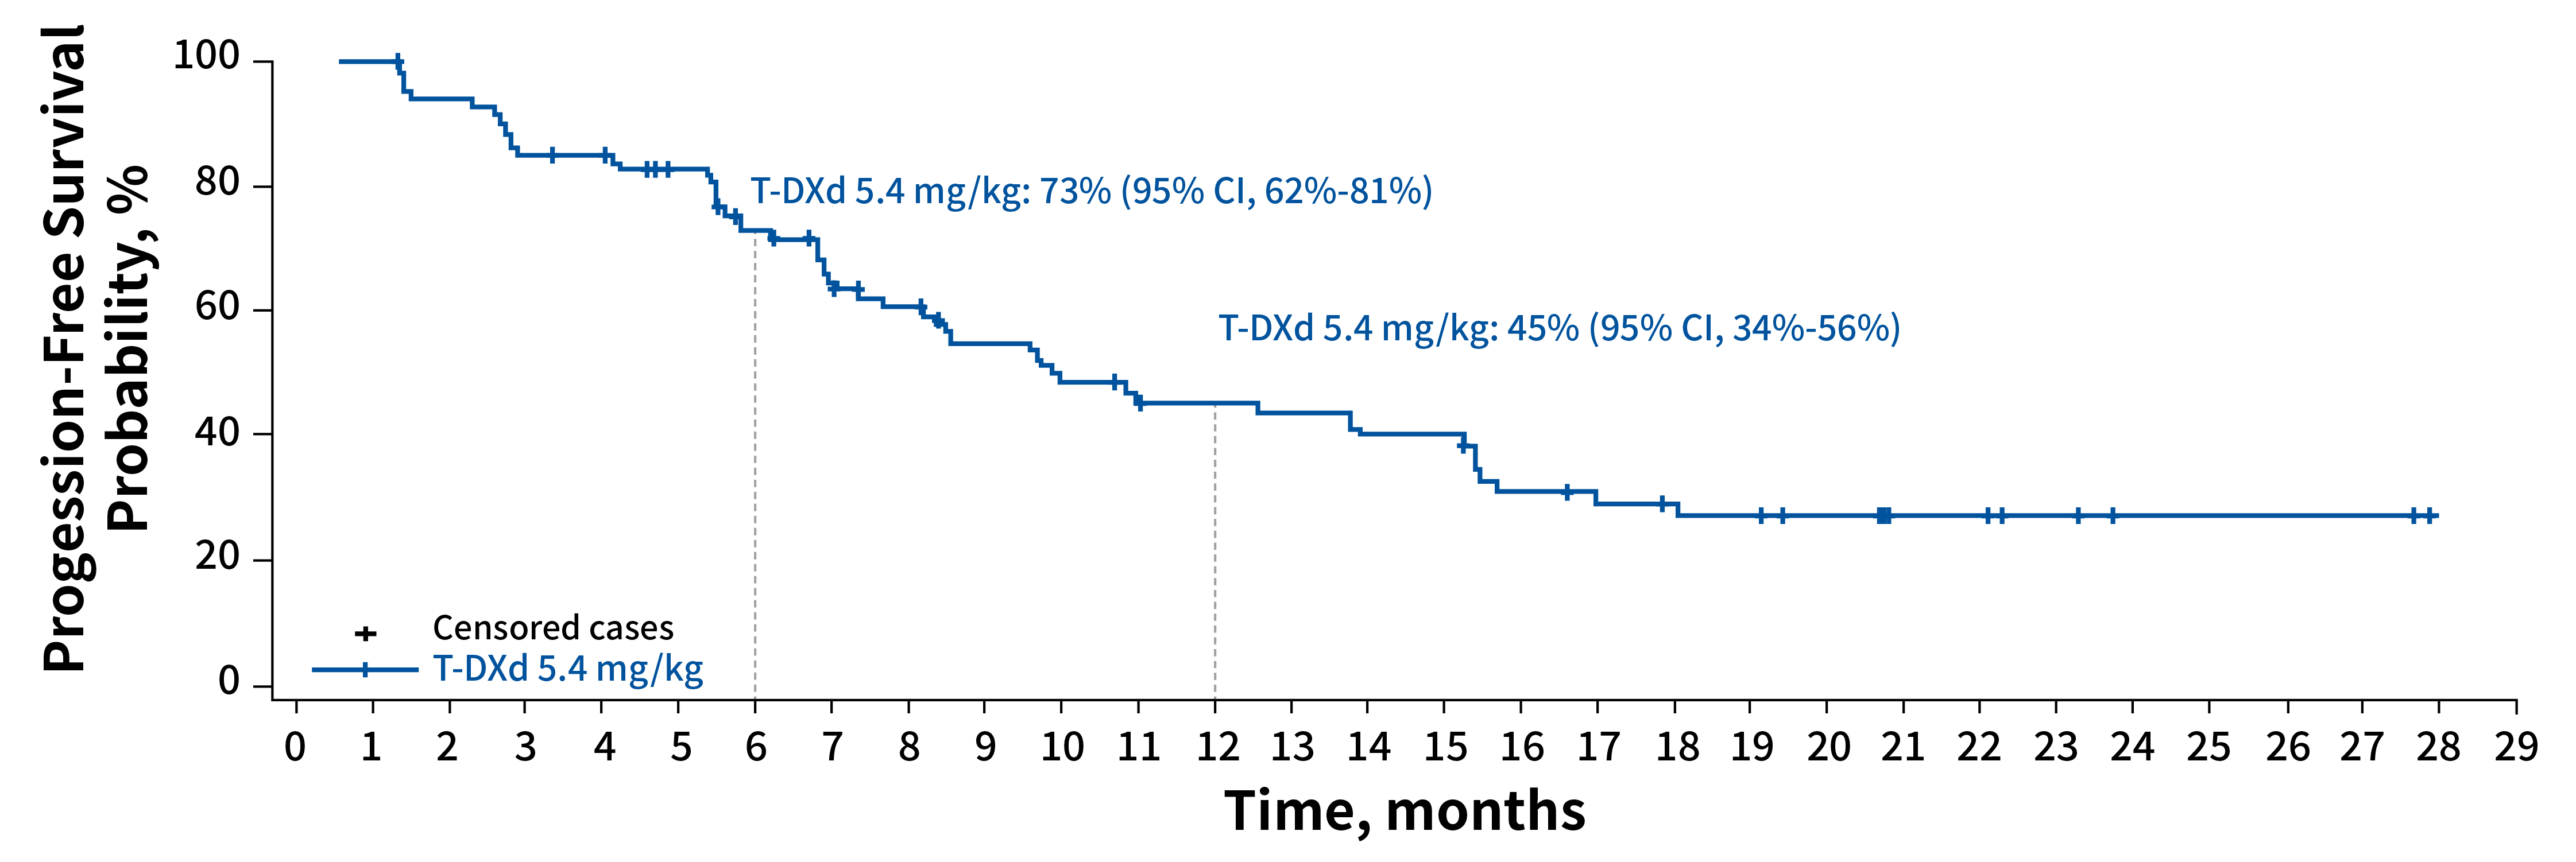 Progession-Free Survival
Probability, %
100
80
60
40
20
0
T-DXd 5.4 mg/kg: 73% (95% CI, 62%-81%)
T-DXd 5.4 mg/kg: 45% (95% CI, 34%-56%)
Censored cases
T-DXd 5.4 mg/kg
0 1 2 3 4 5 6 7 8 9 10 11 12 13 14 15 16 17 18 19 20 21 22 23 24 25 26 27 28 29
Time, months